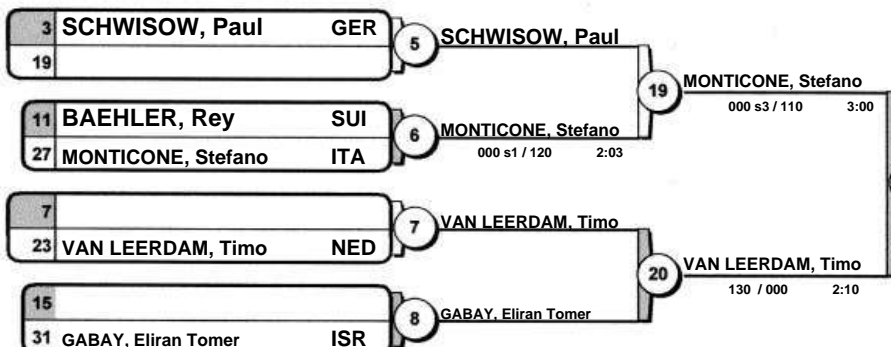 3 SCHWISOW, Paul GER
19
5
SCHWISOW, Paul
11 BAEHLER, Rey SUI
27 MONTICONE, Stefano ITA
6
MONTICONE, Stefano
000 s1 / 120 2:03
19
MONTICONE, Stefano
000 s3 / 110 3:00
7
23 VAN LEERDAM, Timo NED
7
VAN LEERDAM, Timo
15
31 GABAY, Eliran Tomer ISR
8
GABAY, Eliran Tomer
20
VAN LEERDAM, Timo
130 / 000 2:10